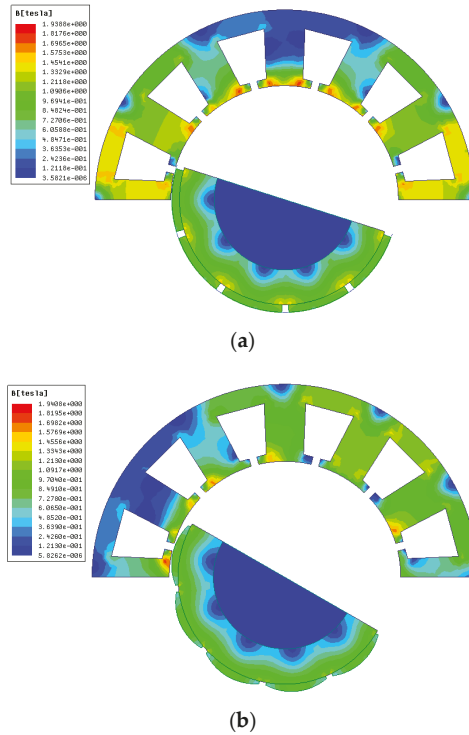 B[tesla]
1.9388e+000
1.8176e+000
1.6965e+000
1.5753e+000
1.4541e+000
1.3329e+000
1.2118e+000
1.0906e+000
9.6941e-001
8.4824e-001
7.2706e-001
6.0588e-001
4.8471e-001
3.6353e-001
2.4236e-001
1.2118e-001
3.5021e-006
(a)
B[tesla]
1.9408e+000
1.8195e+000
1.6982e+000
1.5769e+000
1.4556e+000
1.3343e+000
1.2130e+000
1.0917e+000
9.7040e-001
8.4910e-001
7.2780e-001
6.0650e-001
4.8520e-001
3.6390e-001
2.4260e-001
1.2130e-001
5.8262e-006
(b)